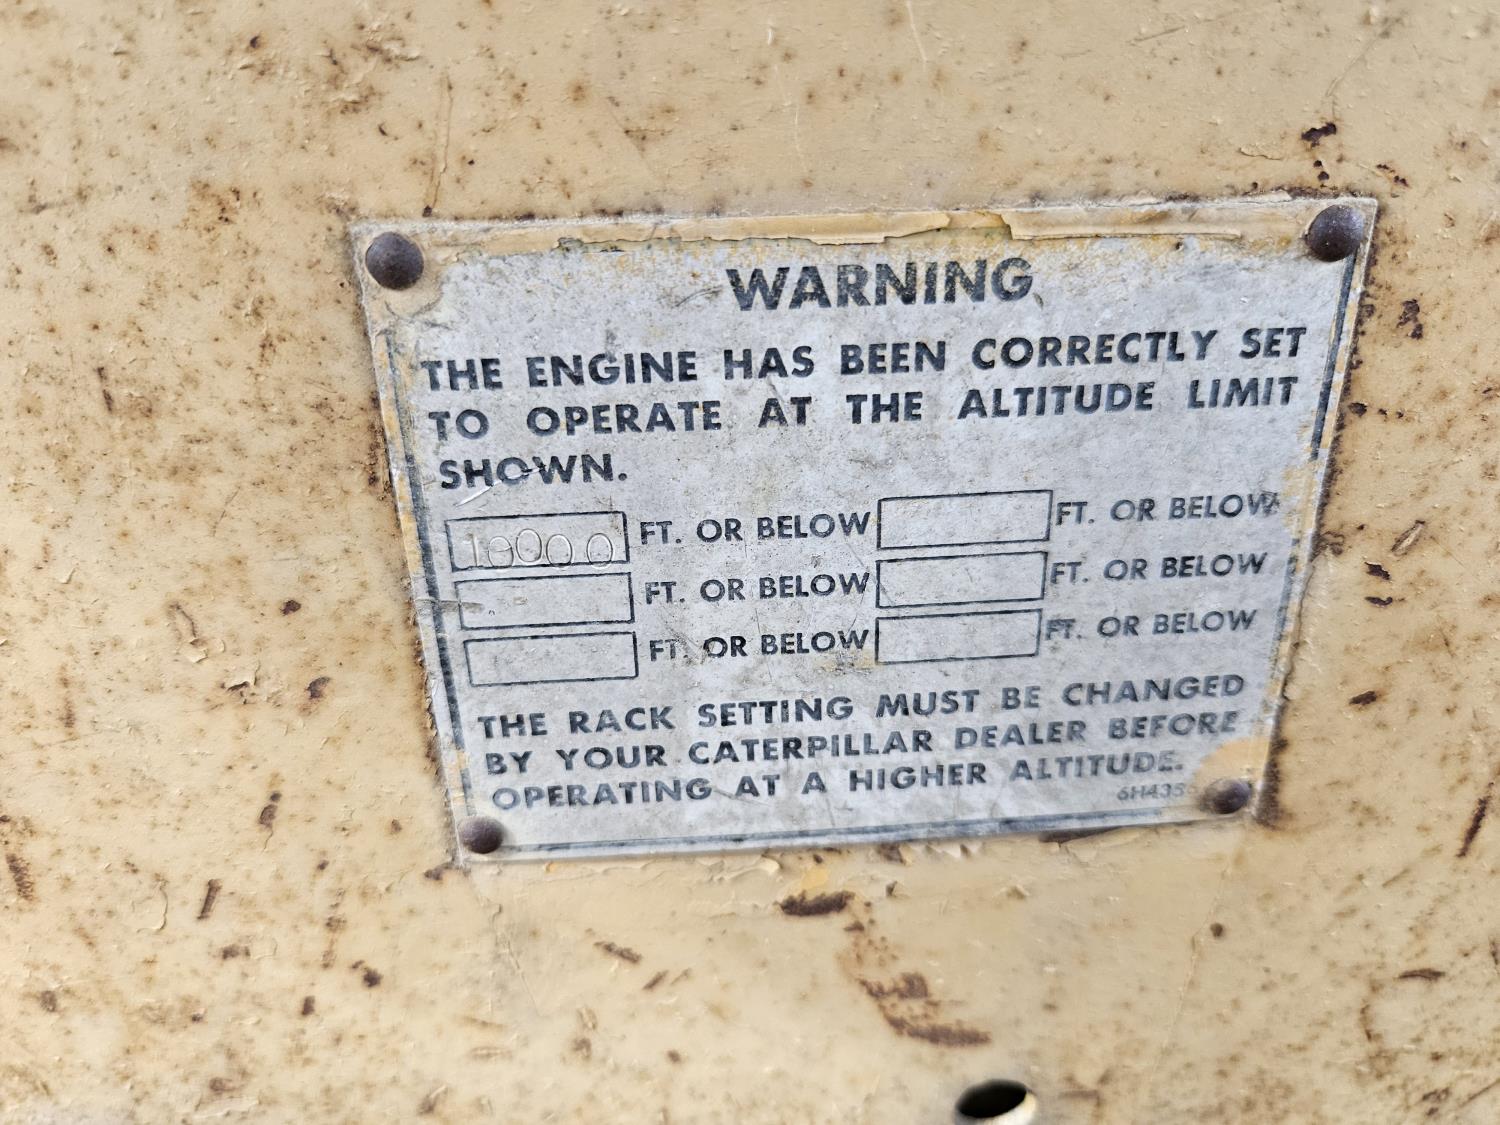 WARNING
THE ENGINE HAS BEEN CORRECTLY SET
TO OPERATE AT THE ALTITUDE LIMIT
SHOWN.
10000 FT. OR BELOW FT. OR BELOW
FT. OR BELOW FT. OR BELOW
FT. OR BELOW FT. OR BELOW
THE RACK SETTING MUST BE CHANGED
BY YOUR CATERPILLAR DEALER BEFORE
OPERATING AT A HIGHER ALTITUDE.